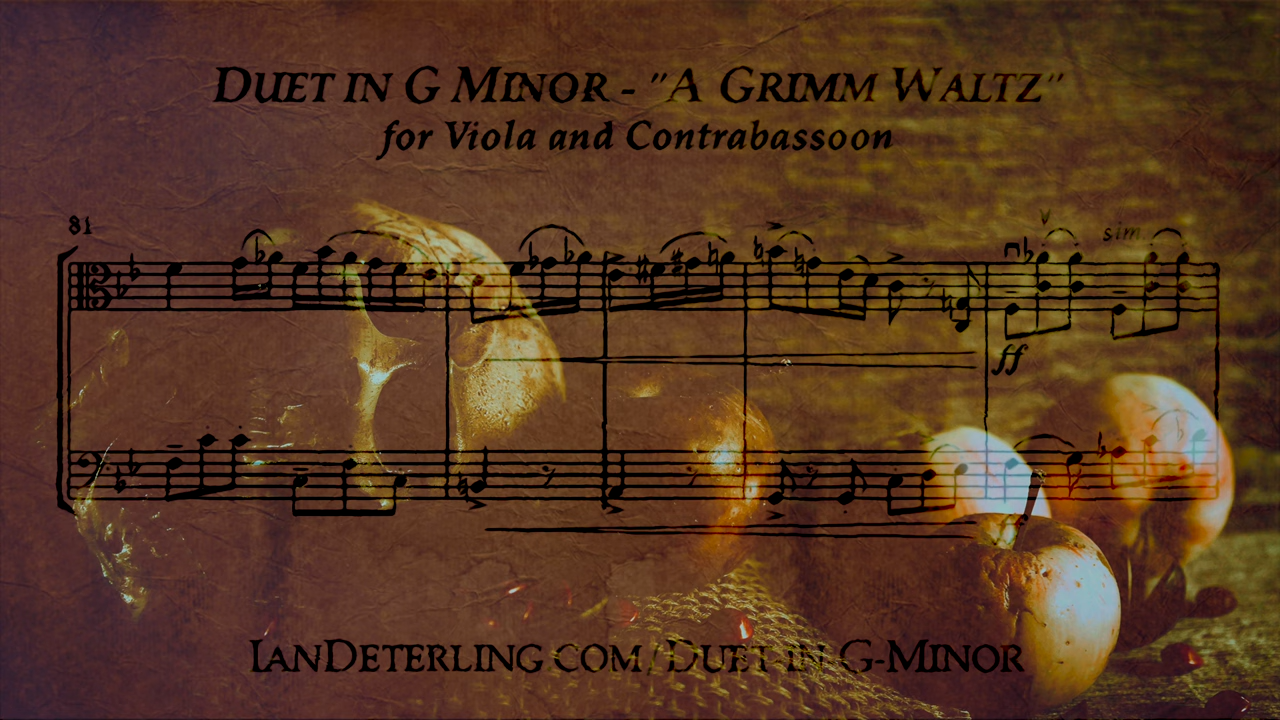 Duet in G Minor - "A Grimm Waltz"
for Viola and Contrabassoon
81
sim.
ff
IanDeterling.com/Duet-in-G-Minor